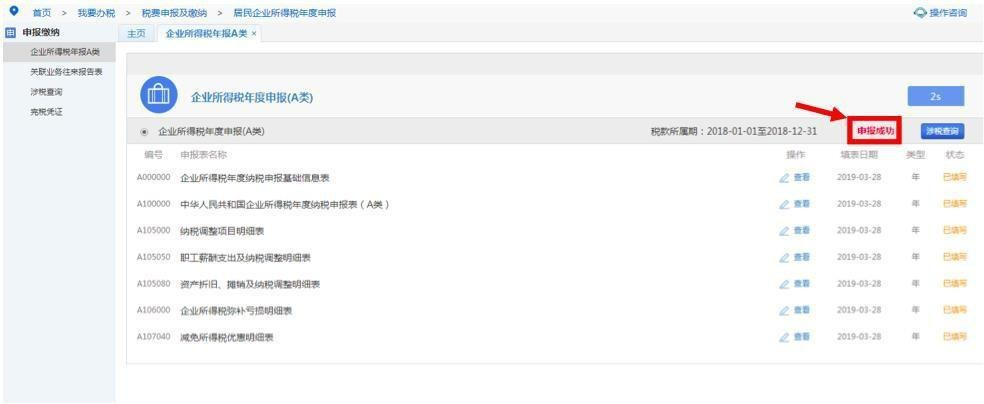 首页 > 我要办税 > 税费申报及缴纳 > 居民企业所得税年度申报 操作咨询
申报缴纳 主页 企业所得税年报A类 ×
企业所得税年报A类
关联业务往来报告表
涉税查询
完税凭证
企业所得税年度申报(A类) 2s
企业所得税年度申报(A类) 税款所属期：2018-01-01至2018-12-31 申报成功 涉税查询
编号 申报表名称 操作 填表日期 类型 状态
A000000 企业所得税年度纳税申报基础信息表 查看 2019-03-28 年 已填写
A100000 中华人民共和国企业所得税年度纳税申报表（A类） 查看 2019-03-28 年 已填写
A105000 纳税调整项目明细表 查看 2019-03-28 年 已填写
A105050 职工薪酬支出及纳税调整明细表 查看 2019-03-28 年 已填写
A105080 资产折旧、摊销及纳税调整明细表 查看 2019-03-28 年 已填写
A106000 企业所得税弥补亏损明细表 查看 2019-03-28 年 已填写
A107040 减免所得税优惠明细表 查看 2019-03-28 年 已填写